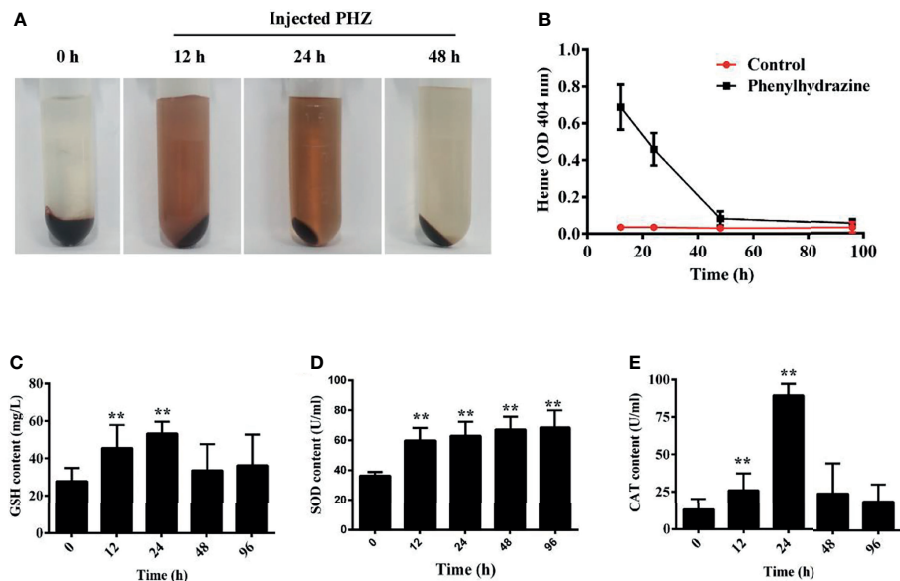 A
Injected PHZ
0 h
12 h
24 h
48 h
B
1.0
0.8
0.6
0.4
0.2
0.0
Heme (OD 404 nm)
0
20
40
60
80
100
Time (h)
Control
Phenylhydrazine
C
80
60
40
20
0
GSH content (mg/L)
**
**
0
12
24
48
96
Time (h)
D
100
80
60
40
20
0
SOD content (U/ml)
**
**
**
**
0
12
24
48
96
Time (h)
E
100
75
50
25
0
CAT content (U/ml)
**
**
0
12
24
48
96
Time (h)